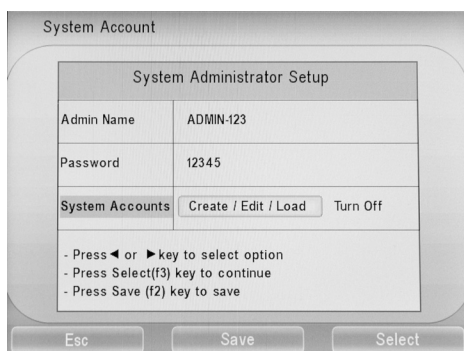 System Account
System Administrator Setup
Admin Name ADMIN-123
Password 12345
System Accounts Create / Edit / Load Turn Off
- Press ◄ or ► key to select option
- Press Select(f3) key to continue
- Press Save (f2) key to save
Esc Save Select